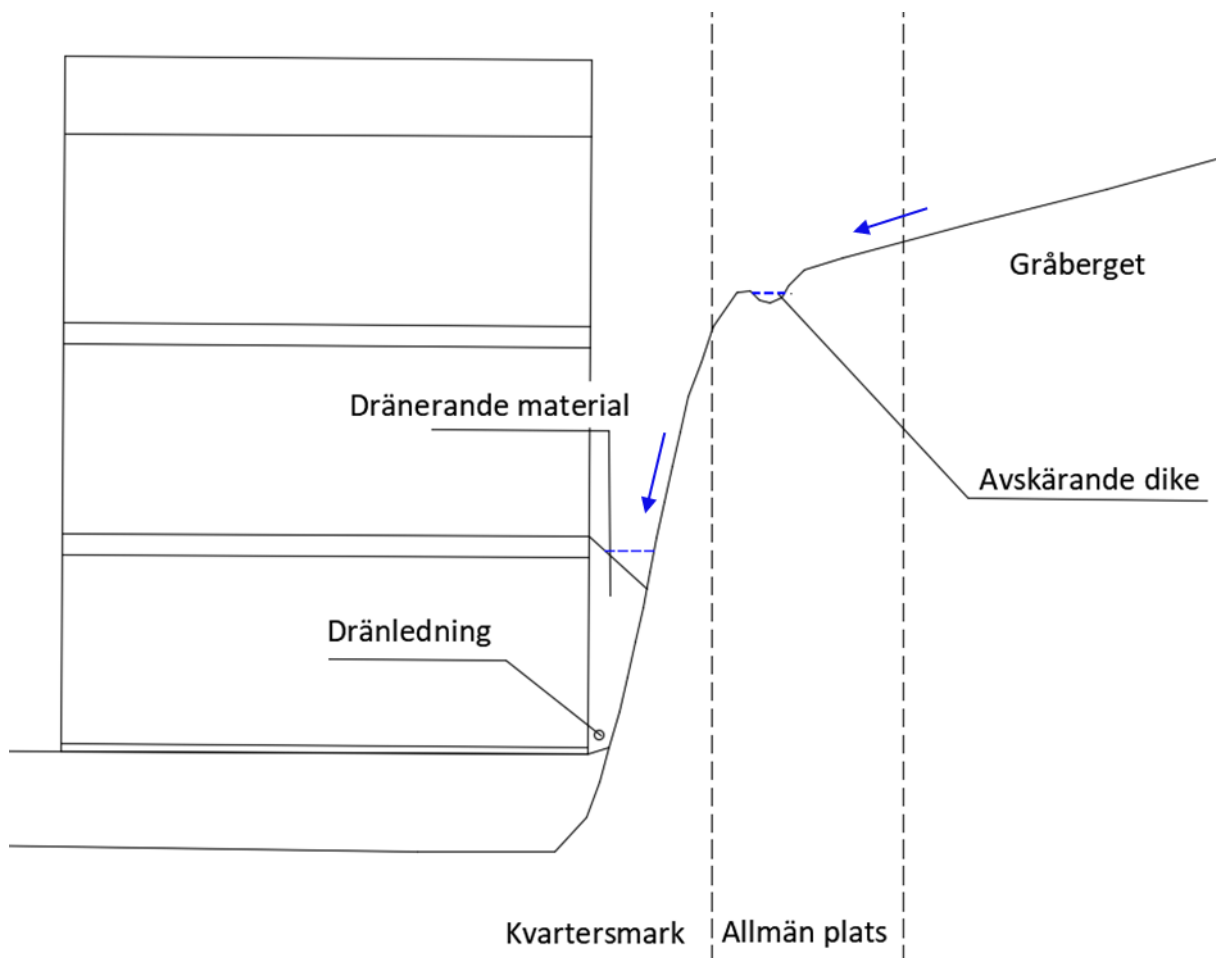 Gråberget
Dränerande material
Avskärande dike
Dränledning
Kvartersmark
Allmän plats